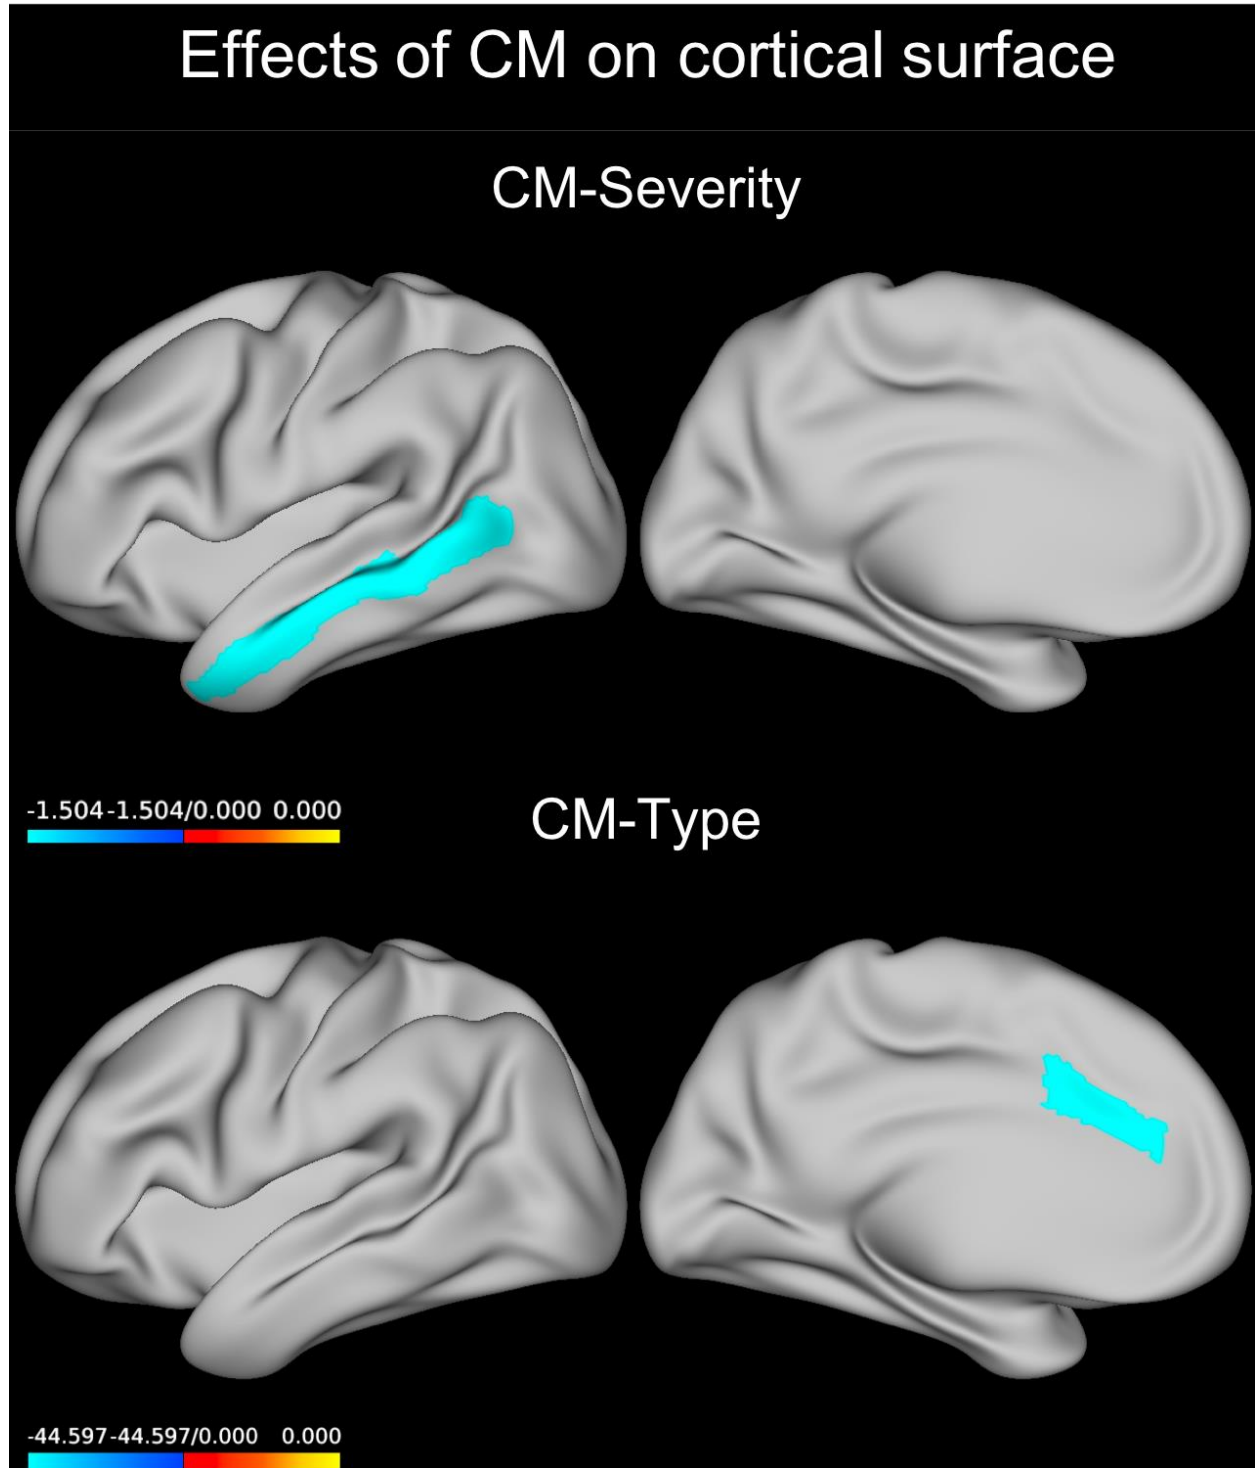 Effects of CM on cortical surface
CM-Severity
-1.504 -1.504/0.000 0.000
CM-Type
-44.597 -44.597/0.000 0.000